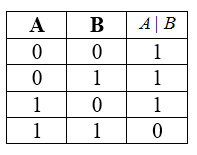 A B A | B
0 0 1
0 1 1
1 0 1
1 1 0